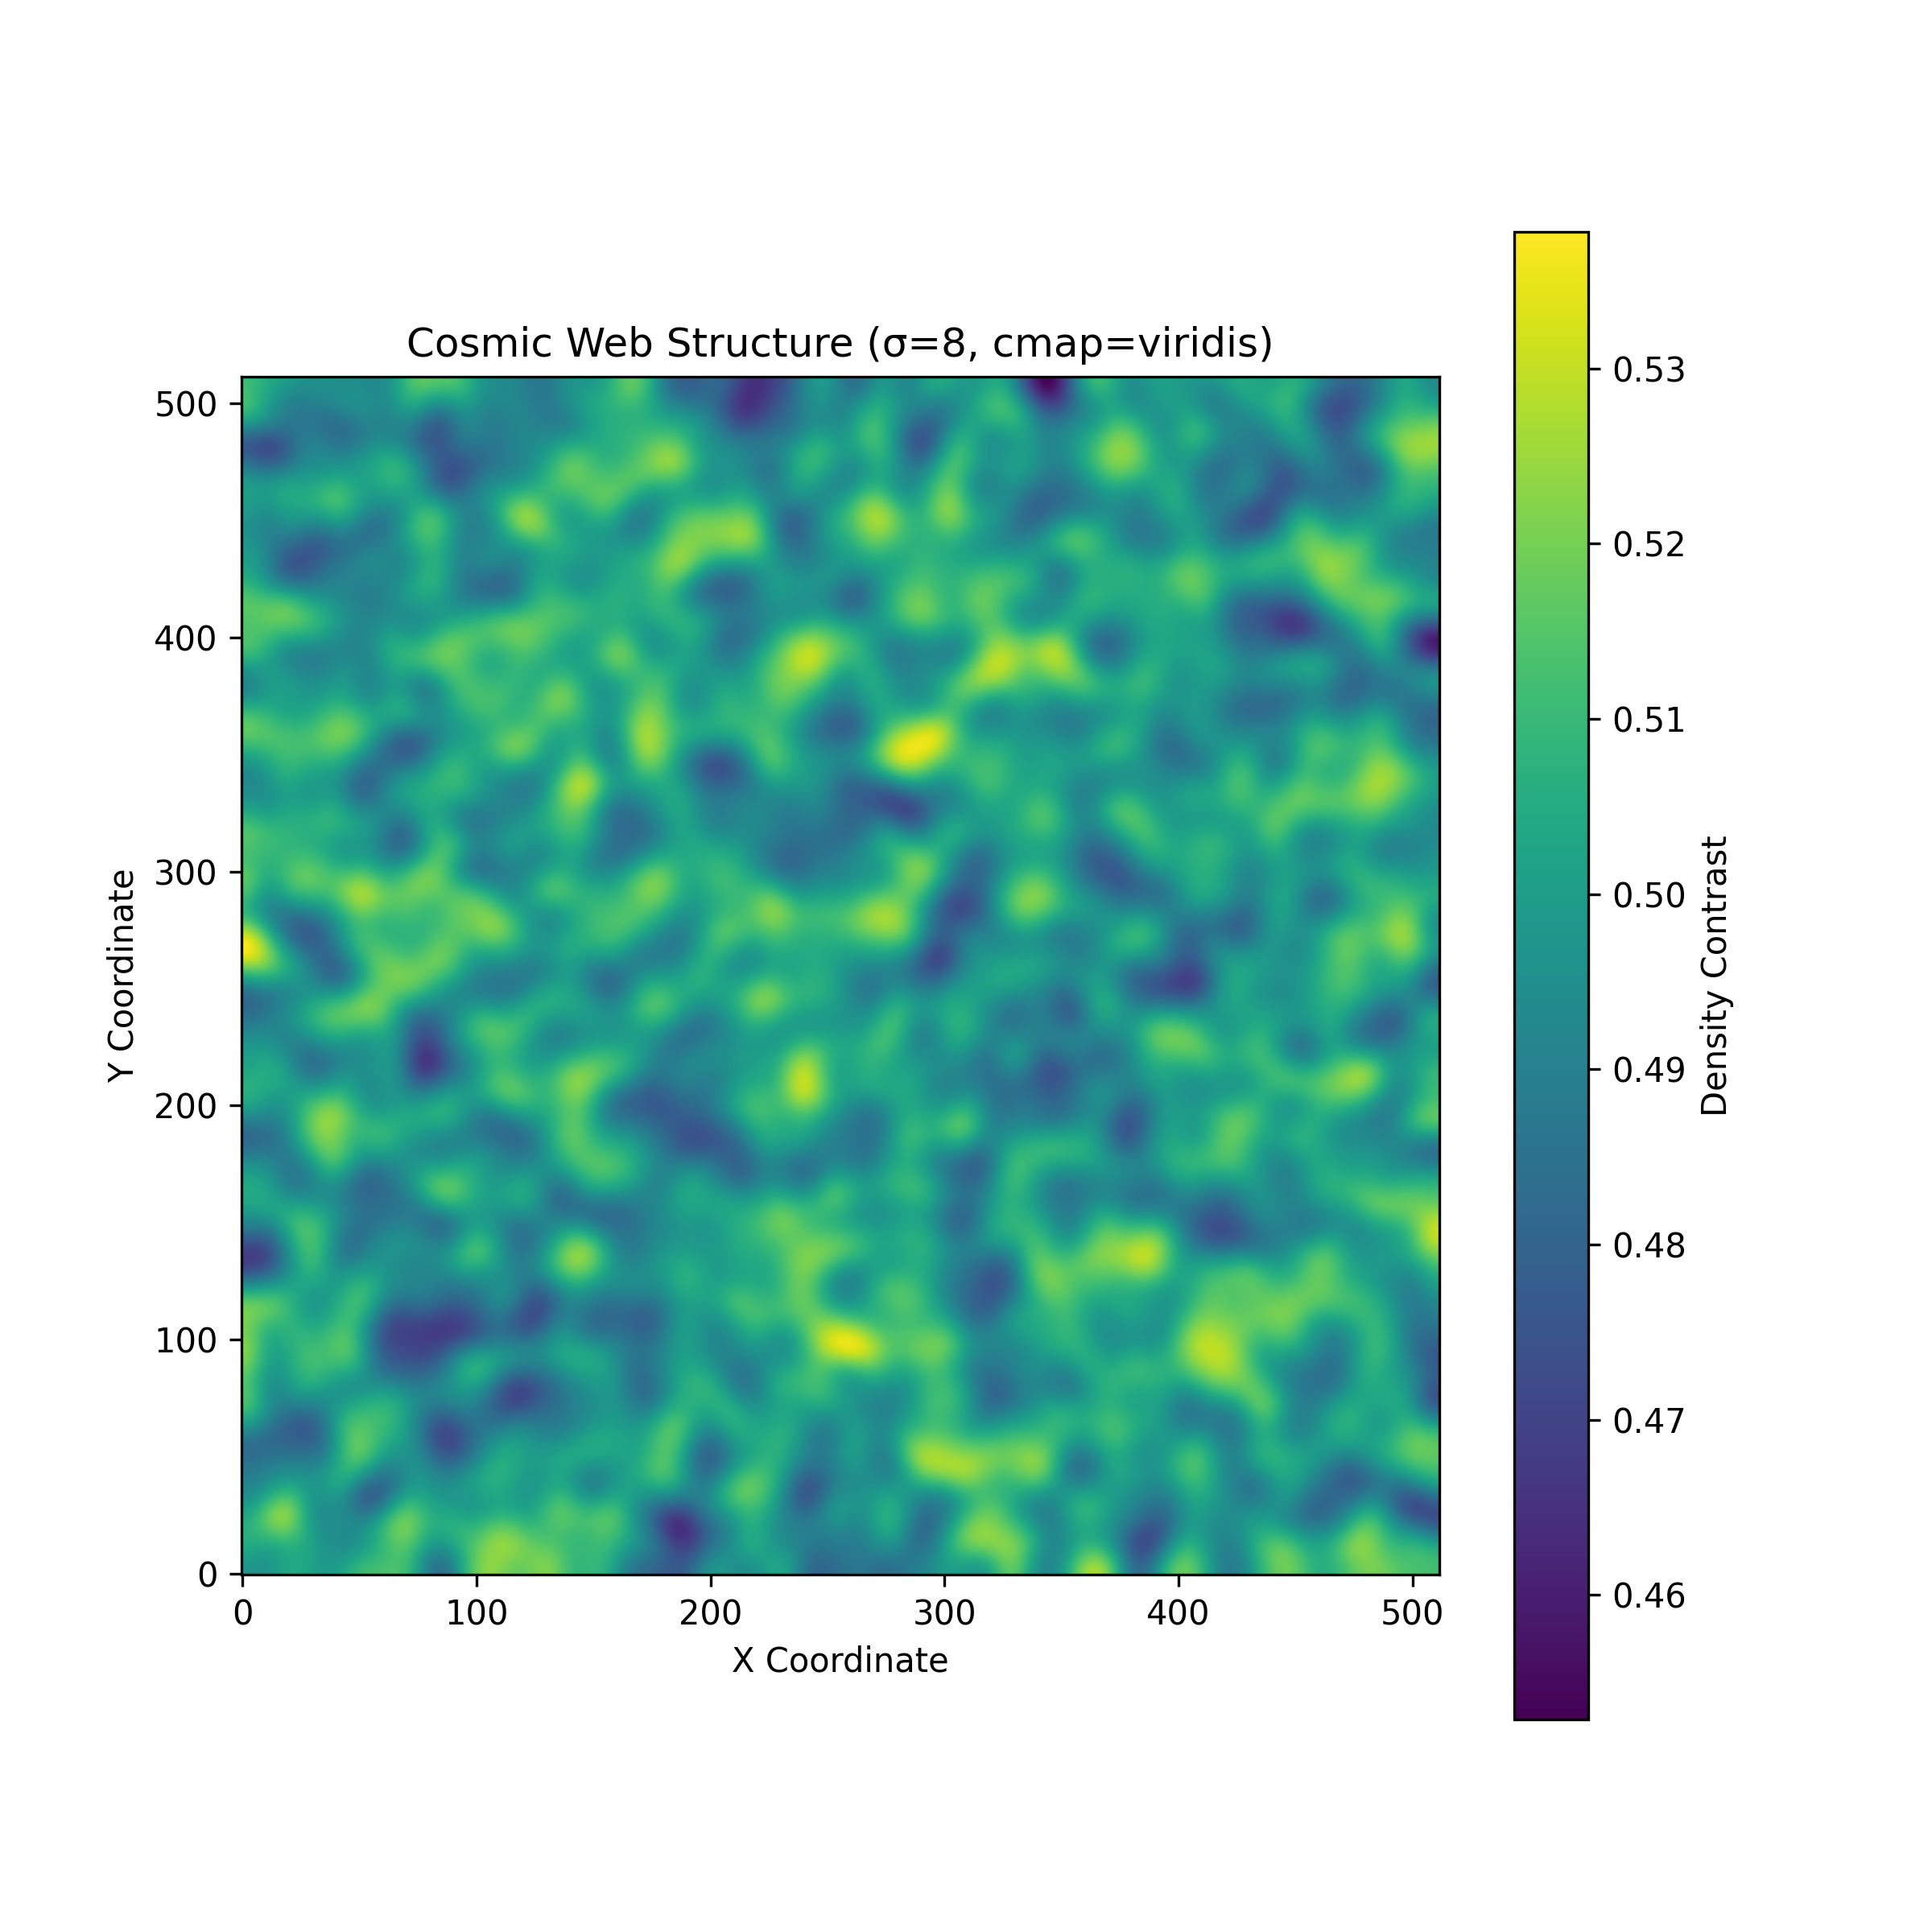 Cosmic Web Structure (σ=8, cmap=viridis)
500
400
300
200
100
0
Y Coordinate
0 100 200 300 400 500
X Coordinate
0.53
0.52
0.51
0.50
0.49
0.48
0.47
0.46
Density Contrast